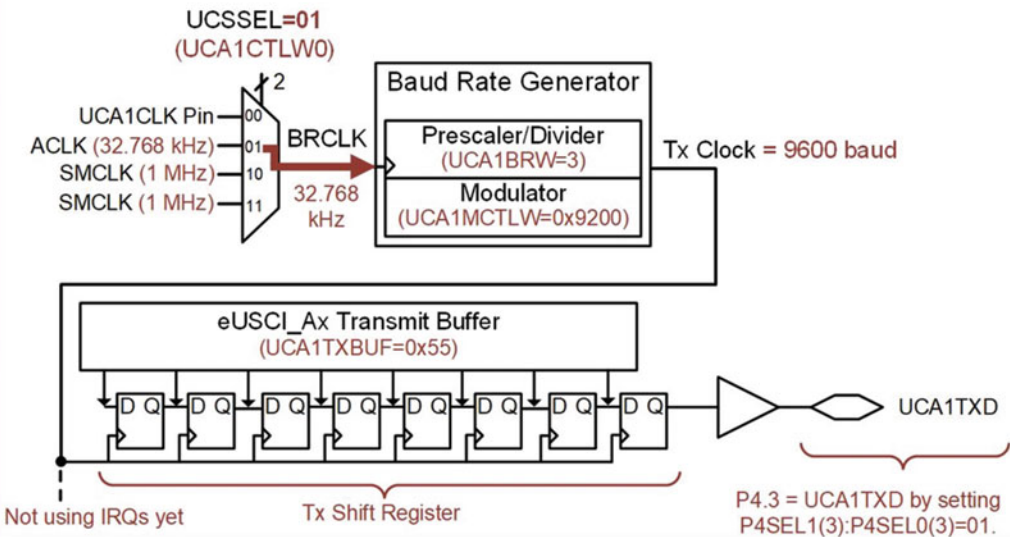 UCSSEL=01
(UCA1CTLW0)
2
UCA1CLK Pin
00
ACLK (32.768 kHz)
01
SMCLK (1 MHz)
10
SMCLK (1 MHz)
11
BRCLK
32.768
kHz
Baud Rate Generator
Prescaler/Divider
(UCA1BRW=3)
Modulator
(UCA1MCTLW=0x9200)
Tx Clock = 9600 baud
eUSCI_Ax Transmit Buffer
(UCA1TXBUF=0x55)
D Q D Q D Q D Q D Q D Q D Q D Q
UCA1TXD
Not using IRQs yet
Tx Shift Register
P4.3 = UCA1TXD by setting
P4SEL1(3):P4SEL0(3)=01.